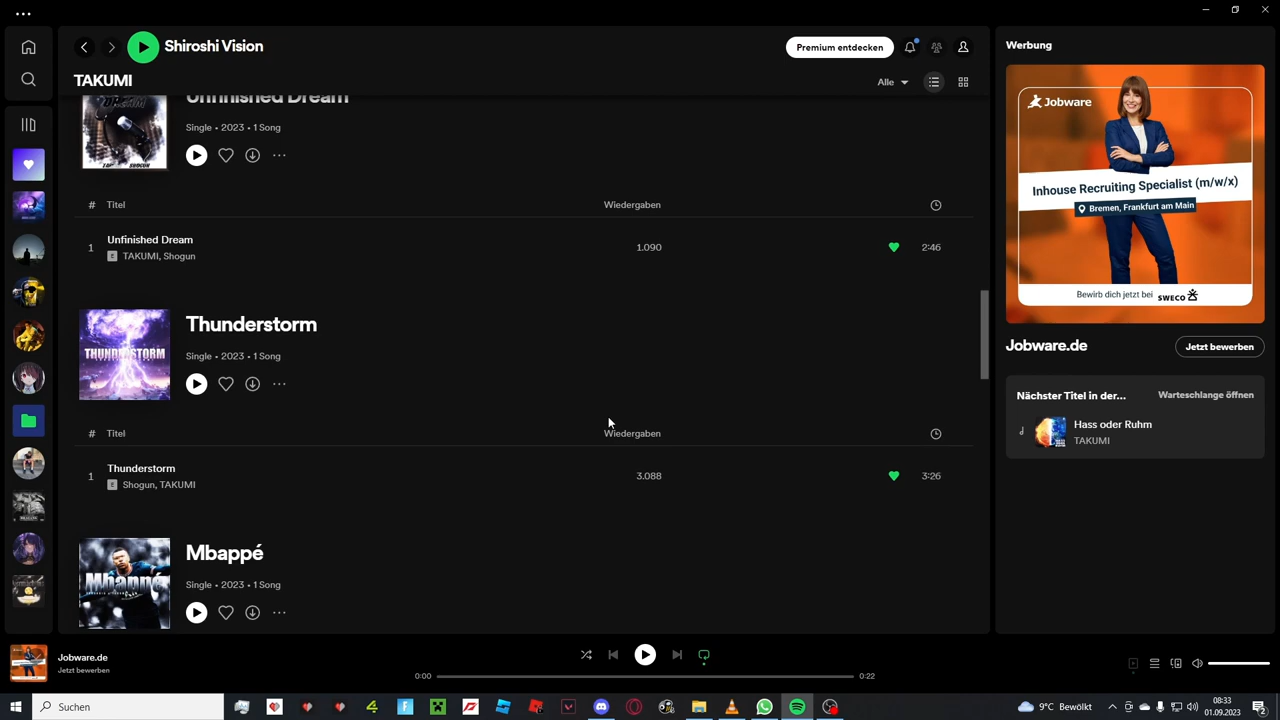 Shiroshi Vision
Premium entdecken
TAKUMI
Alle
Unfinished Dream
Single • 2023 • 1 Song
# Titel Wiedergaben
1 Unfinished Dream 1.090 2:46
E TAKUMI, Shogun
THUNDERSTORM
Thunderstorm
Single • 2023 • 1 Song
# Titel Wiedergaben
1 Thunderstorm 3.088 3:26
E Shogun, TAKUMI
Mbappé
Mbappé
Single • 2023 • 1 Song
Werbung
Jobware
Inhouse Recruiting Specialist (m/w/x)
Bremen, Frankfurt am Main
Bewirb dich jetzt bei SWECO
Jobware.de
Jetzt bewerben
Nächster Titel in der...
Warteschlange öffnen
Hass oder Ruhm
TAKUMI
Jobware.de
Jetzt bewerben
0:00
0:22
Suchen
9°C Bewölkt
08:33
01.09.2023
2